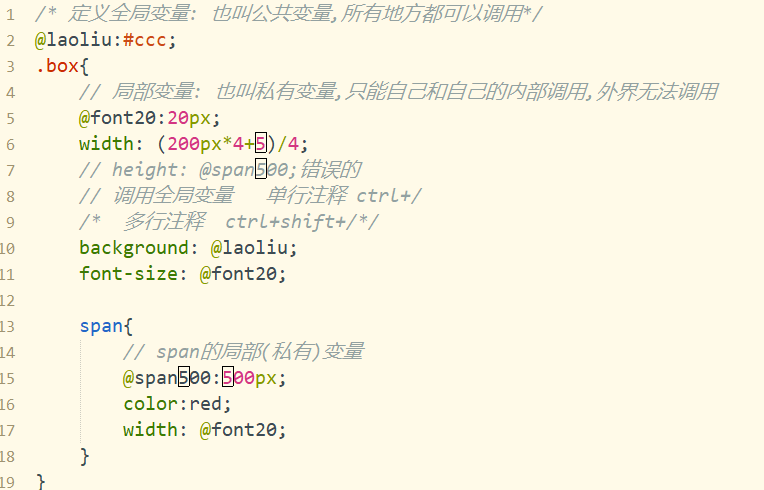 1 /* 定义全局变量: 也叫公共变量,所有地方都可以调用*/
2 @laoliu:#ccc;
3 .box{
4 // 局部变量: 也叫私有变量,只能自己和自己的内部调用,外界无法调用
5 @font20:20px;
6 width: (200px*4+5)/4;
7 // height: @span500;错误的
8 // 调用全局变量 单行注释 ctrl+/
9 /* 多行注释 ctrl+shift+/*/
10 background: @laoliu;
11 font-size: @font20;
12
13 span{
14 // span的局部(私有)变量
15 @span500:500px;
16 color:red;
17 width: @font20;
18 }
19 }